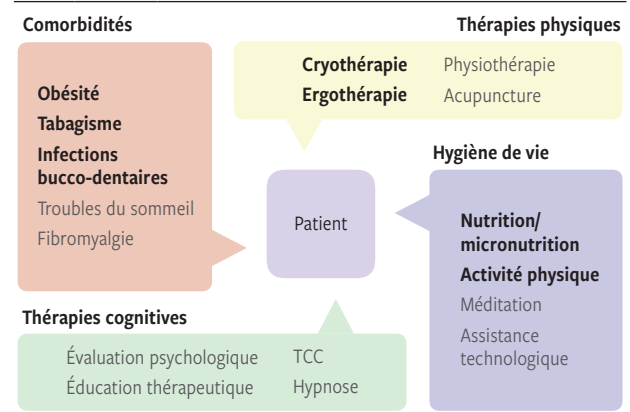 Comorbidités
Obésité
Tabagisme
Infections
bucco-dentaires
Troubles du sommeil
Fibromyalgie
Thérapies physiques
Cryothérapie Physiothérapie
Ergothérapie Acupuncture
Patient
Hygiène de vie
Nutrition/
micronutrition
Activité physique
Méditation
Assistance
technologique
Thérapies cognitives
Évaluation psychologique TCC
Éducation thérapeutique Hypnose